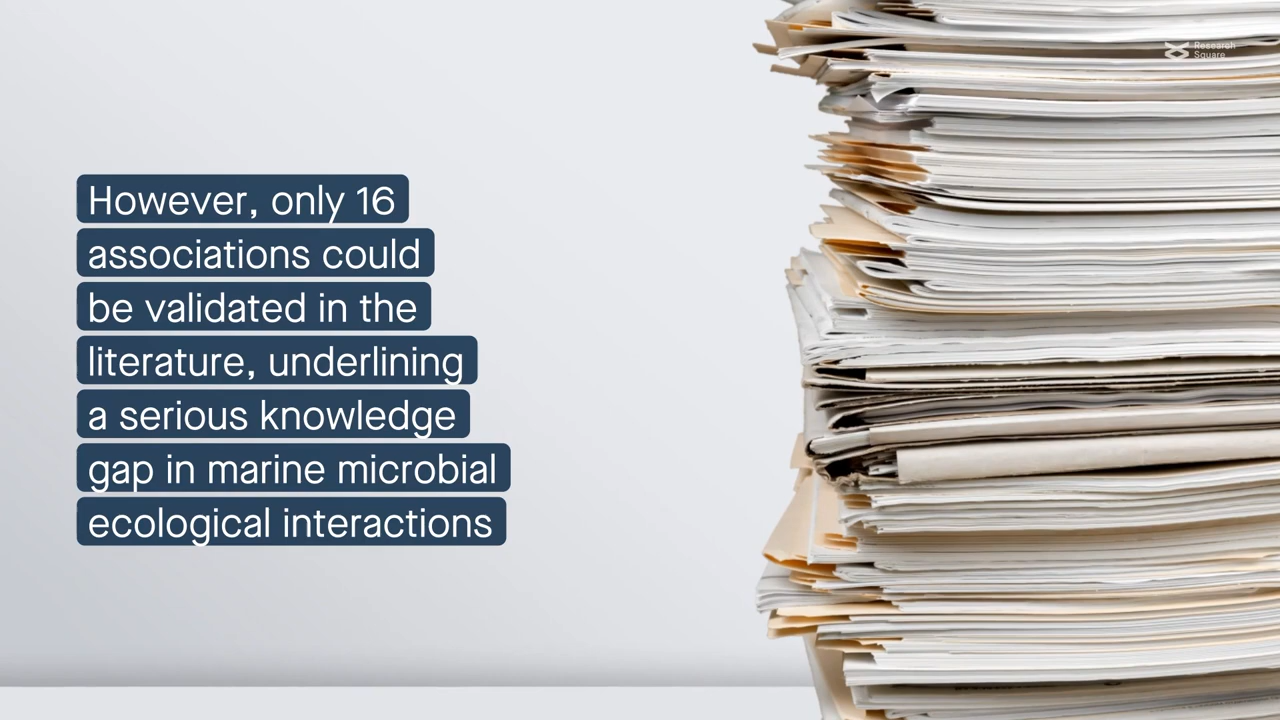 Research
Square
However, only 16
associations could
be validated in the
literature, underlining
a serious knowledge
gap in marine microbial
ecological interactions